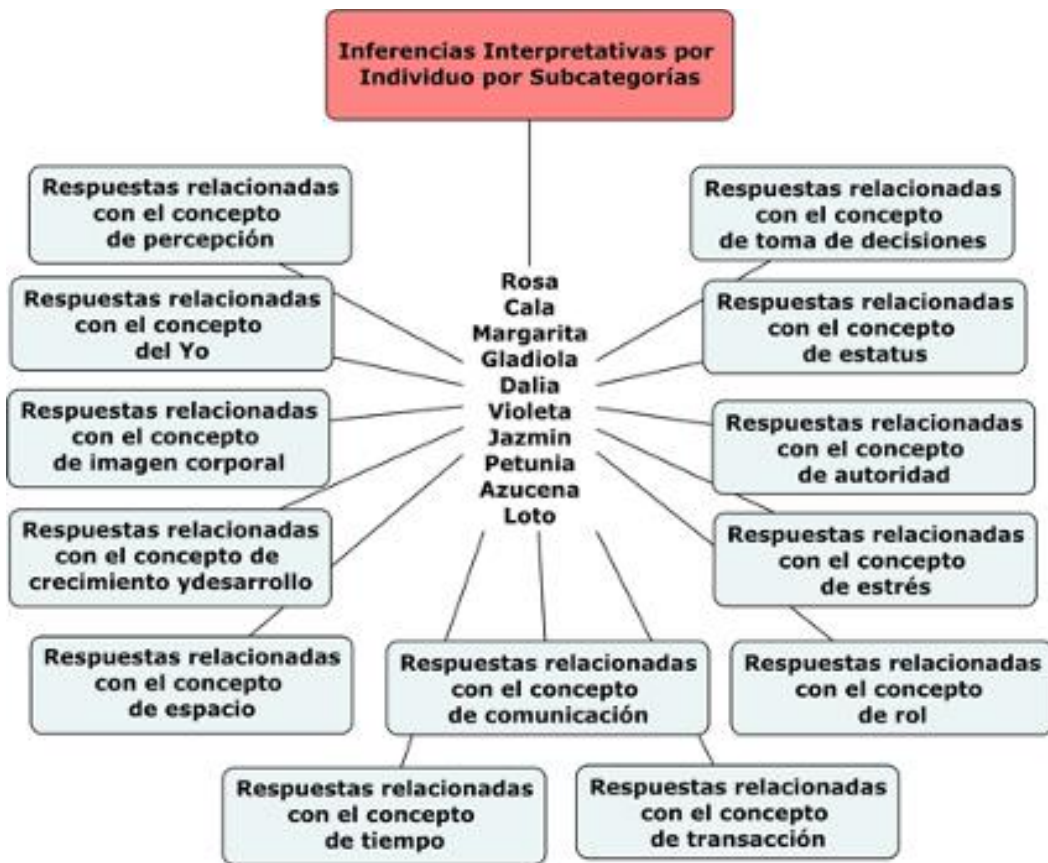 Inferencias Interpretativas por
Individuo por Subcategorías
Respuestas relacionadas
con el concepto
de percepción
Respuestas relacionadas
con el concepto
del Yo
Respuestas relacionadas
con el concepto
de imagen corporal
Respuestas relacionadas
con el concepto de
crecimiento ydesarrollo
Respuestas relacionadas
con el concepto
de espacio
Rosa
Cala
Margarita
Gladiola
Dalia
Violeta
Jazmin
Petunia
Azucena
Loto
Respuestas relacionadas
con el concepto
de toma de decisiones
Respuestas relacionadas
con el concepto
de estatus
Respuestas relacionadas
con el concepto
de autoridad
Respuestas relacionadas
con el concepto
de estrés
Respuestas relacionadas
con el concepto
de rol
Respuestas relacionadas
con el concepto
de comunicación
Respuestas relacionadas
con el concepto
de tiempo
Respuestas relacionadas
con el concepto
de transacción